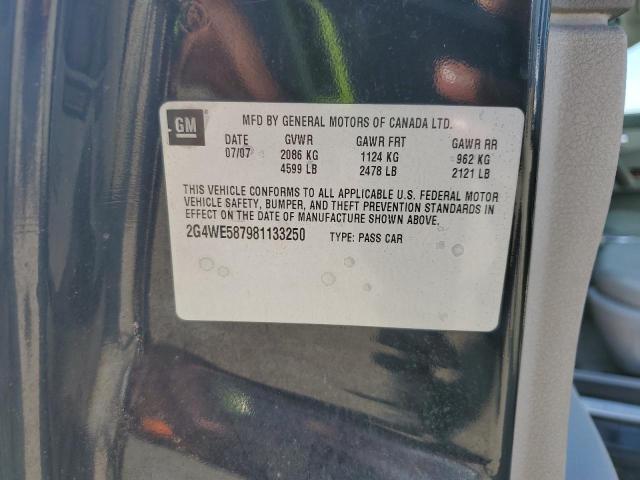 GM
MFD BY GENERAL MOTORS OF CANADA LTD.
DATE GVWR GAWR FRT GAWR RR
07/07 2086 KG 1124 KG 962 KG
4599 LB 2478 LB 2121 LB
THIS VEHICLE CONFORMS TO ALL APPLICABLE U.S. FEDERAL MOTOR
VEHICLE SAFETY, BUMPER, AND THEFT PREVENTION STANDARDS IN
EFFECT ON THE DATE OF MANUFACTURE SHOWN ABOVE.
2G4WE587981133250 TYPE: PASS CAR